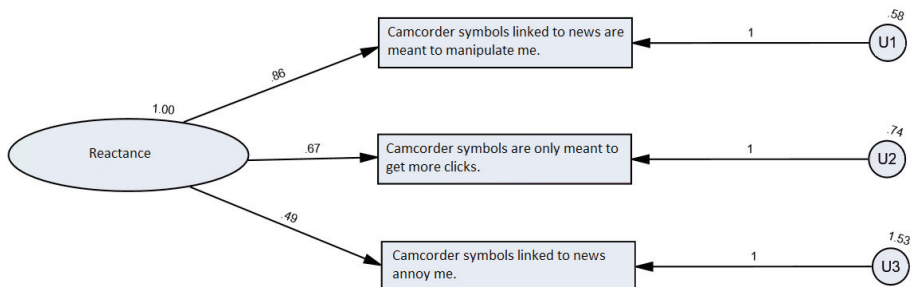 .58
Camcorder symbols linked to news are
meant to manipulate me.
1
U1
.86
1.00
Reactance
.67
Camcorder symbols are only meant to
get more clicks.
1
.74
U2
.49
Camcorder symbols linked to news
annoy me.
1
1.53
U3